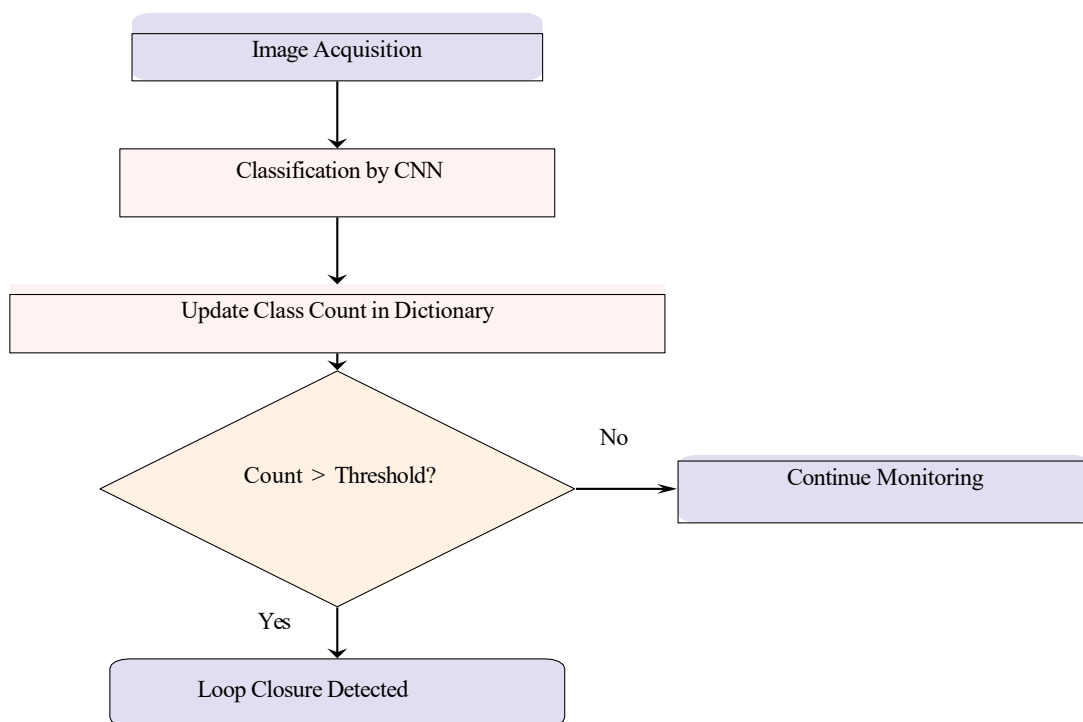 Image Acquisition
Classification by CNN
Update Class Count in Dictionary
Count > Threshold?
No
Continue Monitoring
Yes
Loop Closure Detected